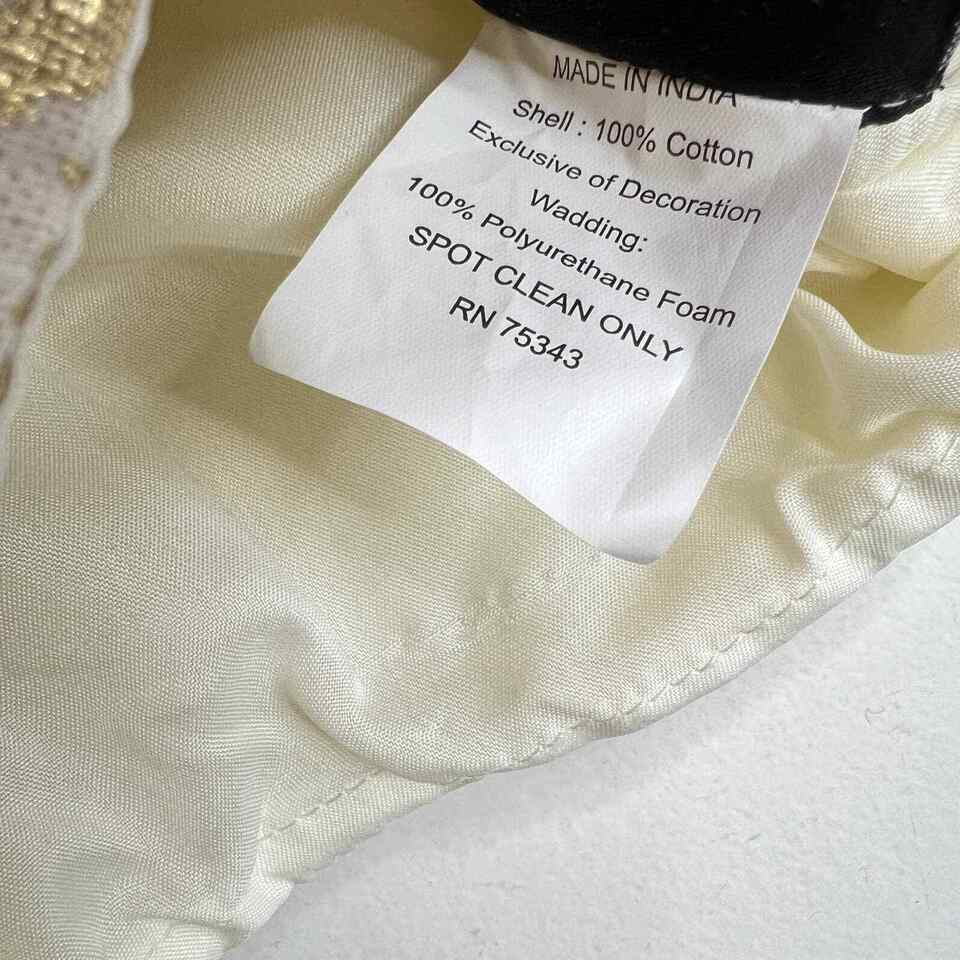 MADE IN INDIA
Shell : 100% Cotton
Exclusive of Decoration
Wadding:
100% Polyurethane Foam
SPOT CLEAN ONLY
RN 75343